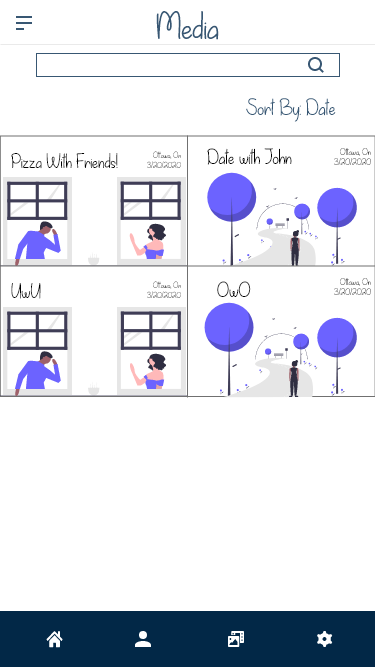 Media
Sort By: Date
Pizza With Friends!
Ottawa, On
3/20/2020
Date with John
Ottawa, On
3/20/2020
UwU
Ottawa, On
3/20/2020
OwO
Ottawa, On
3/20/2020